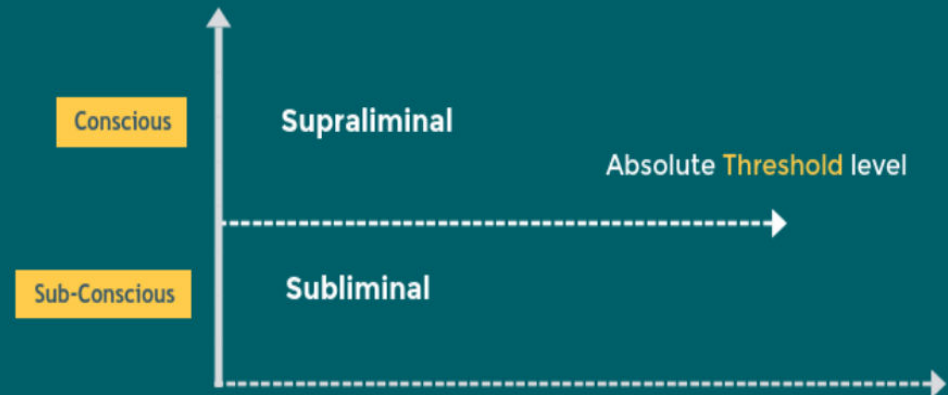 Conscious
Supraliminal
Absolute Threshold level
Sub-Conscious
Subliminal